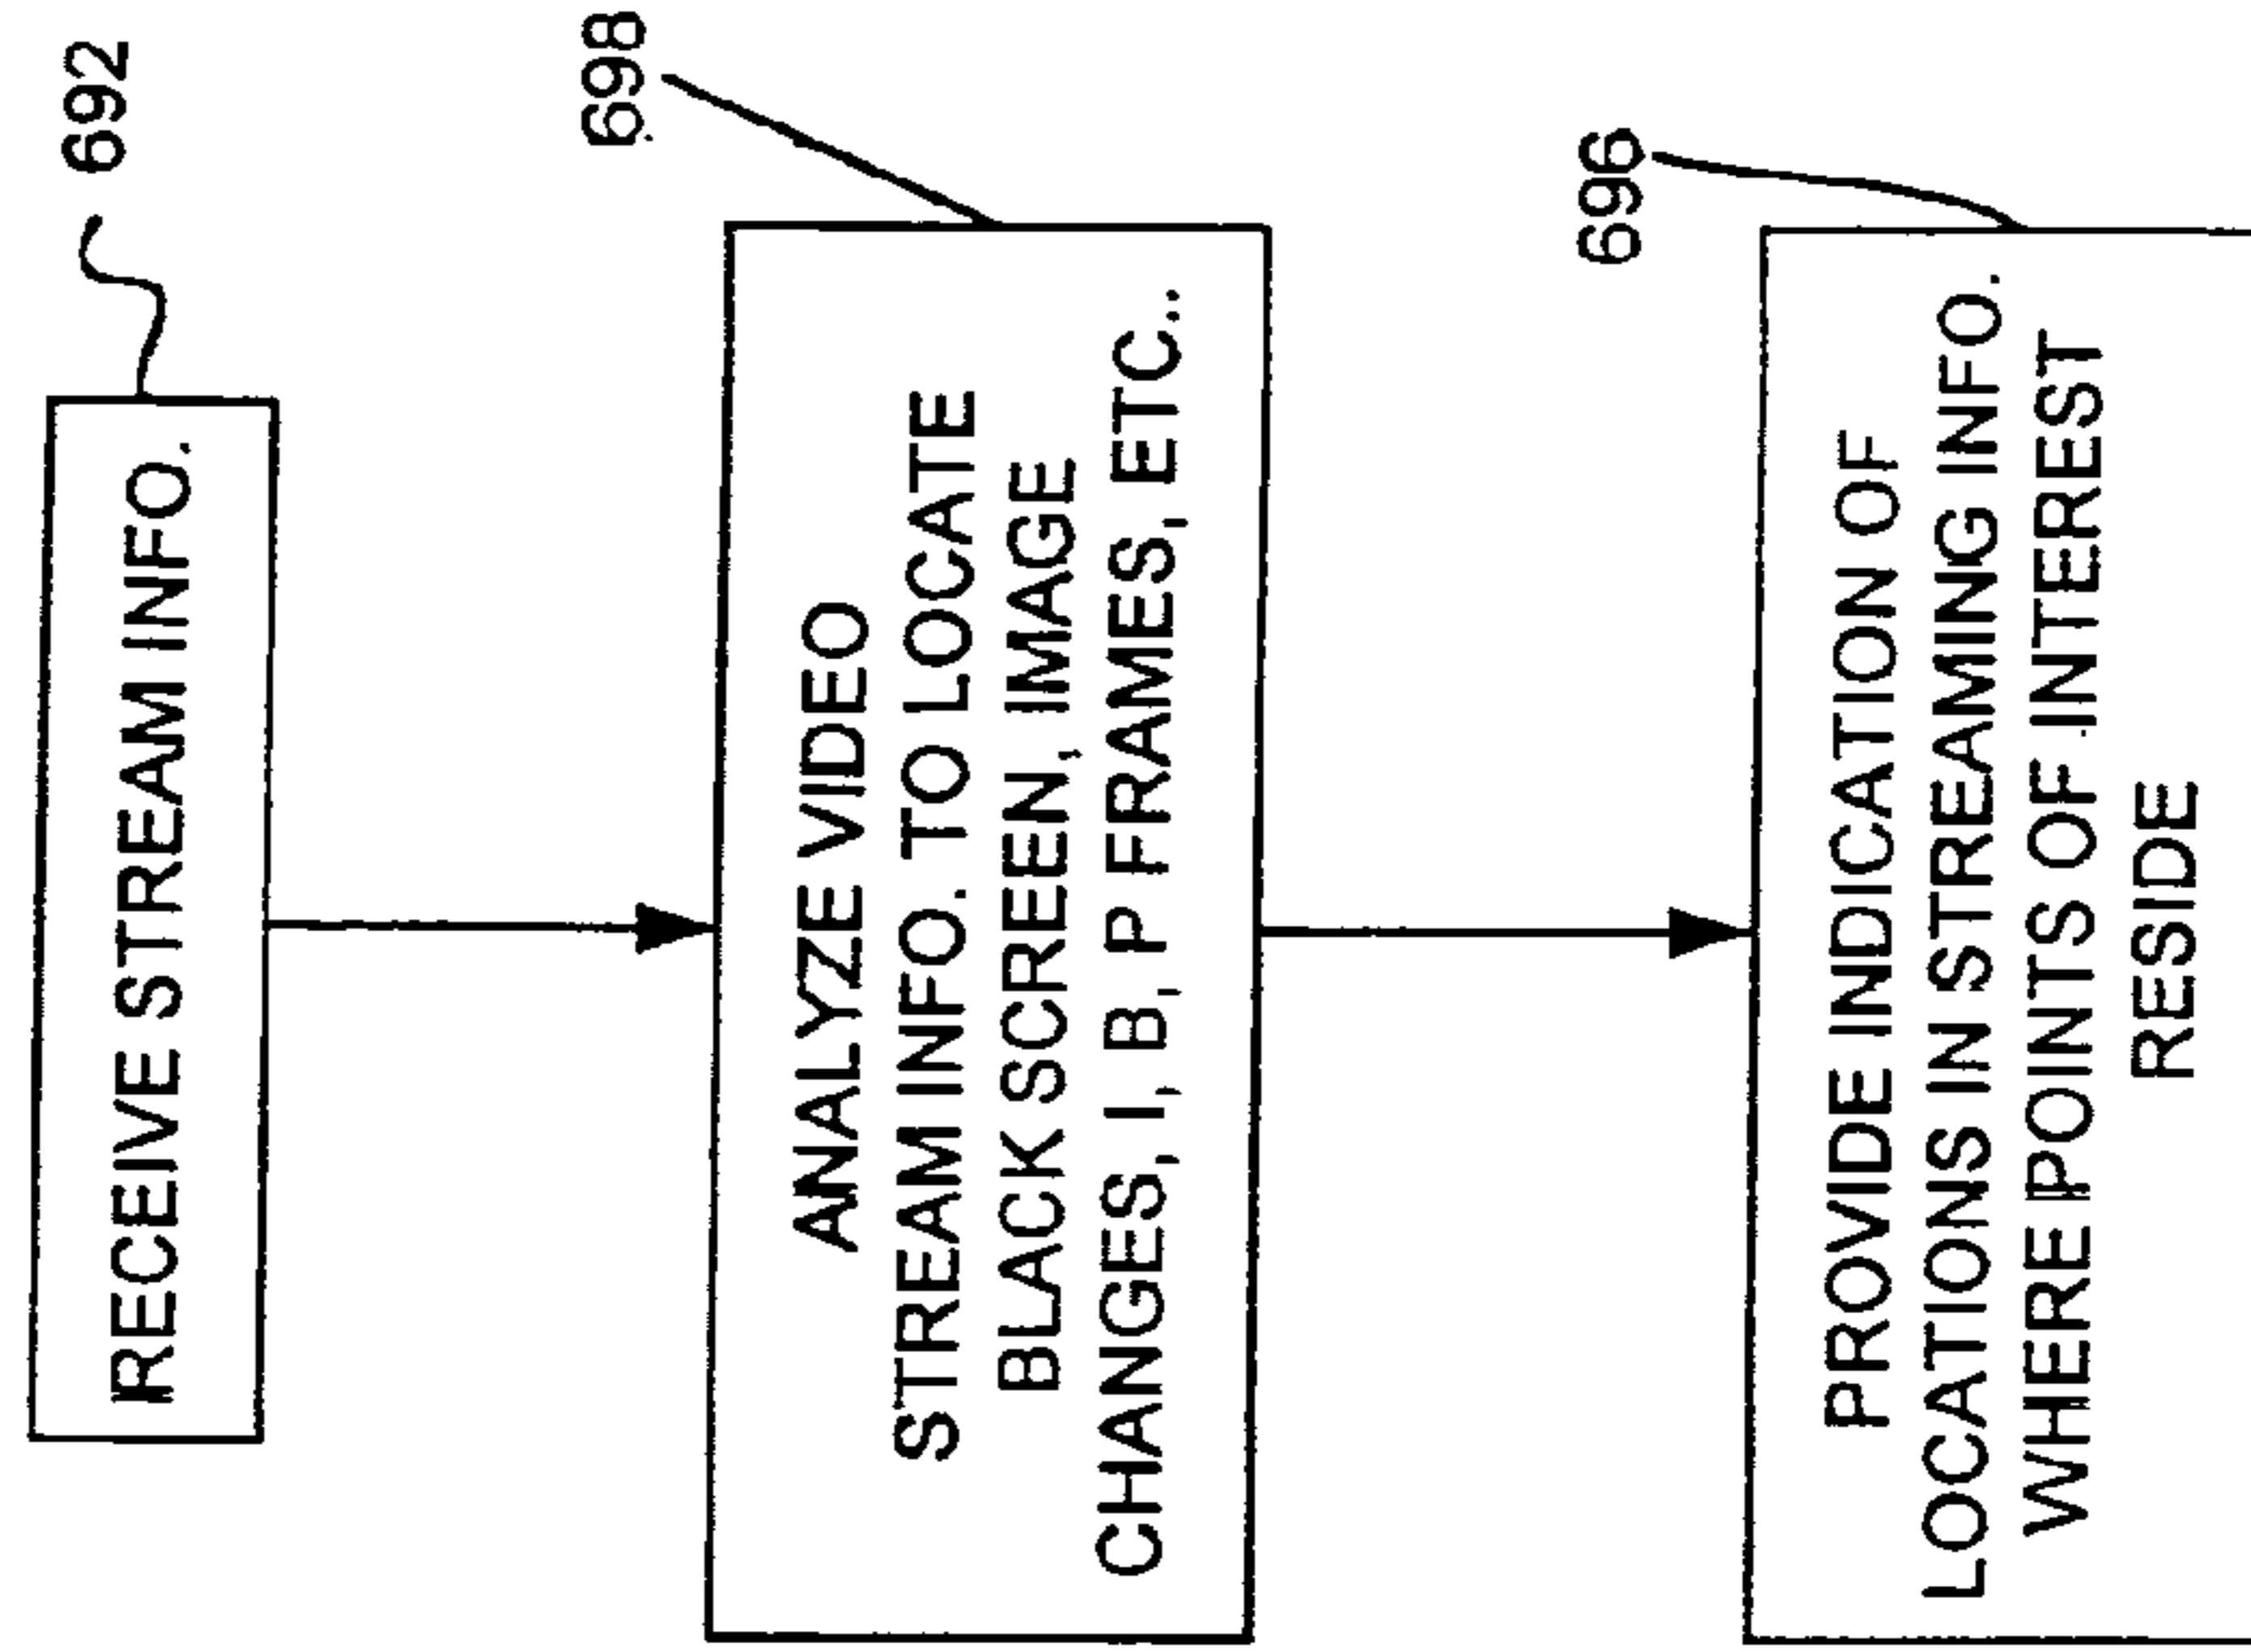 692
RECEIVE STREAM INFO.
698
ANALYZE VIDEO
STREAM INFO. TO LOCATE
BLACK SCREEN, IMAGE
CHANGES, I, B, P FRAMES, ETC..
696
PROVIDE INDICATION OF
LOCATIONS IN STREAMING INFO.
WHERE POINTS OF INTEREST
RESIDE